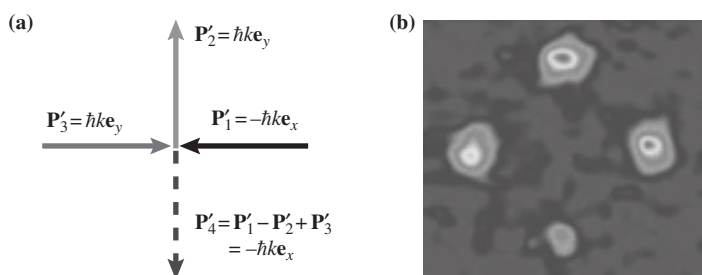 (a)
P′₂ = ħke_y
P′₃ = ħke_y
P′₁ = –ħke_x
P′₄ = P′₁ – P′₂ + P′₃
= –ħke_x
(b)